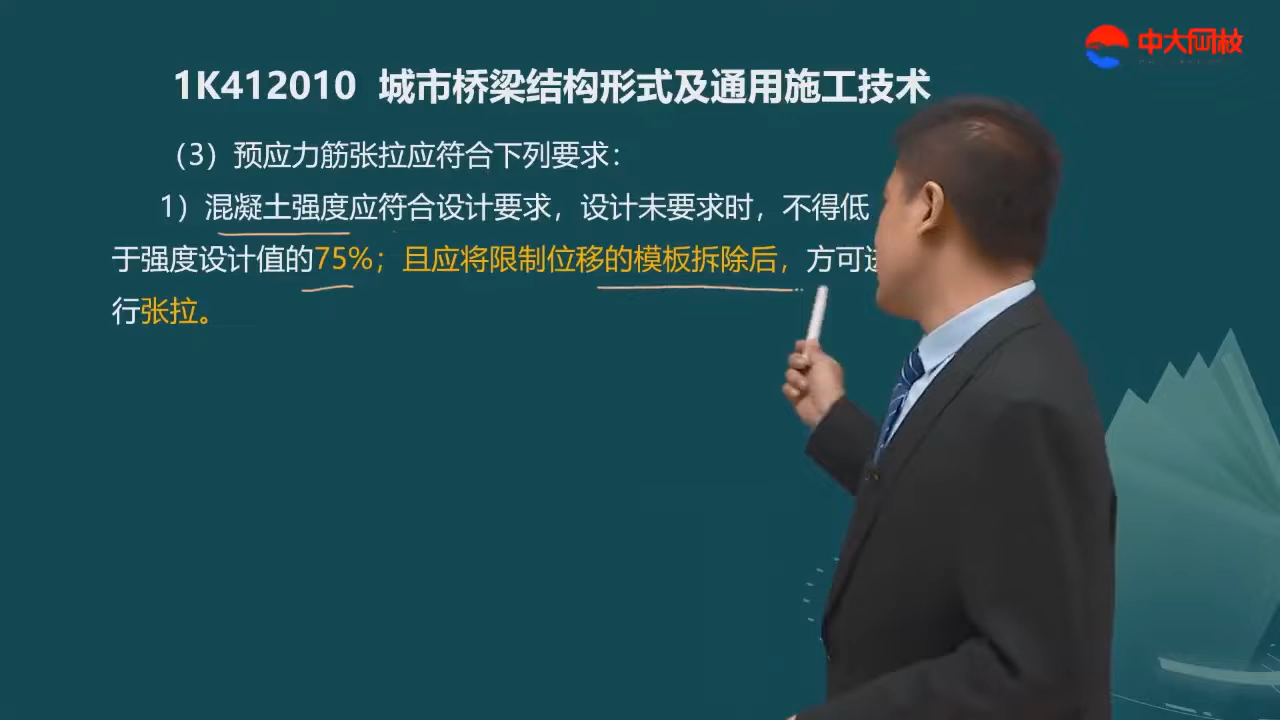 中大网校
1K412010 城市桥梁结构形式及通用施工技术
（3）预应力筋张拉应符合下列要求：
1）混凝土强度应符合设计要求，设计未要求时，不得低
于强度设计值的75%；且应将限制位移的模板拆除后，方可进
行张拉。